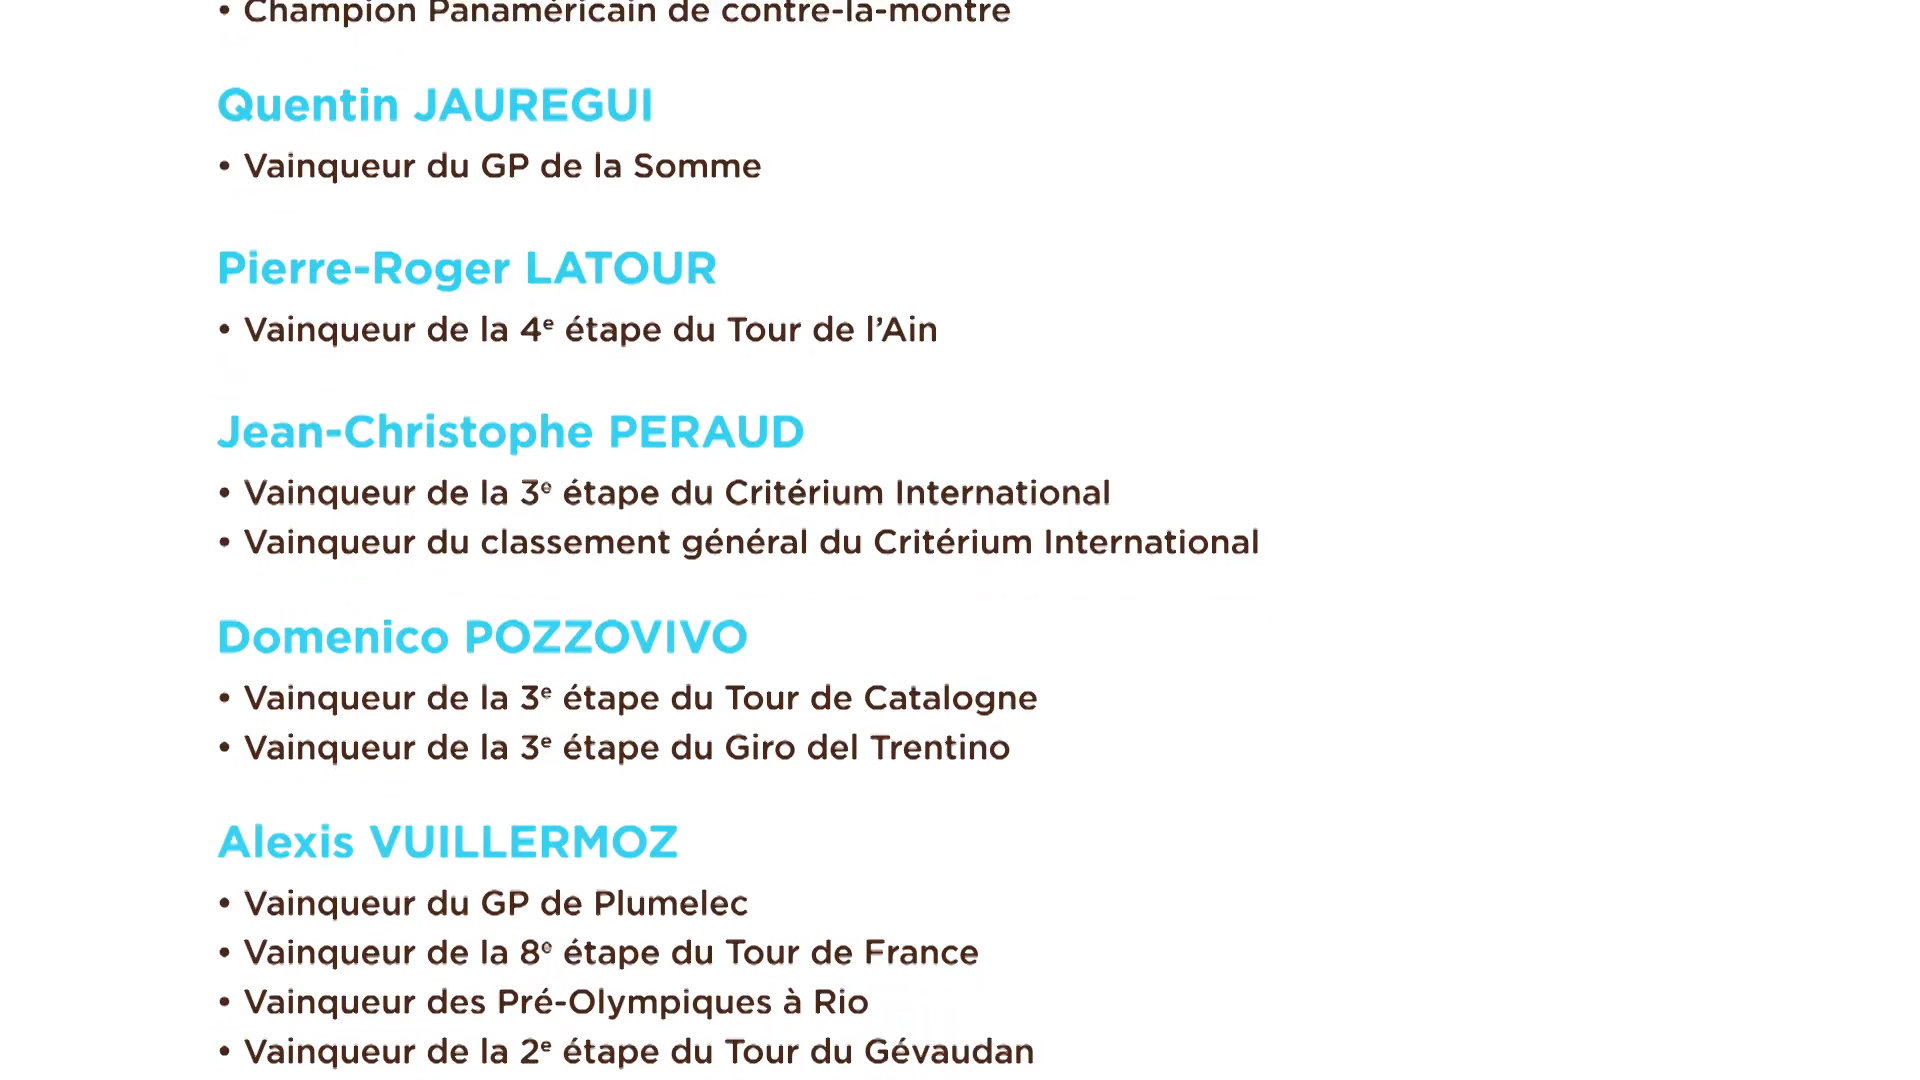 • Champion Panaméricain de contre-la-montre
Quentin JAUREGUI
• Vainqueur du GP de la Somme
Pierre-Roger LATOUR
• Vainqueur de la 4e étape du Tour de l’Ain
Jean-Christophe PERAUD
• Vainqueur de la 3e étape du Critérium International
• Vainqueur du classement général du Critérium International
Domenico POZZOVIVO
• Vainqueur de la 3e étape du Tour de Catalogne
• Vainqueur de la 3e étape du Giro del Trentino
Alexis VUILLERMOZ
• Vainqueur du GP de Plumelec
• Vainqueur de la 8e étape du Tour de France
• Vainqueur des Pré-Olympiques à Rio
• Vainqueur de la 2e étape du Tour du Gévaudan